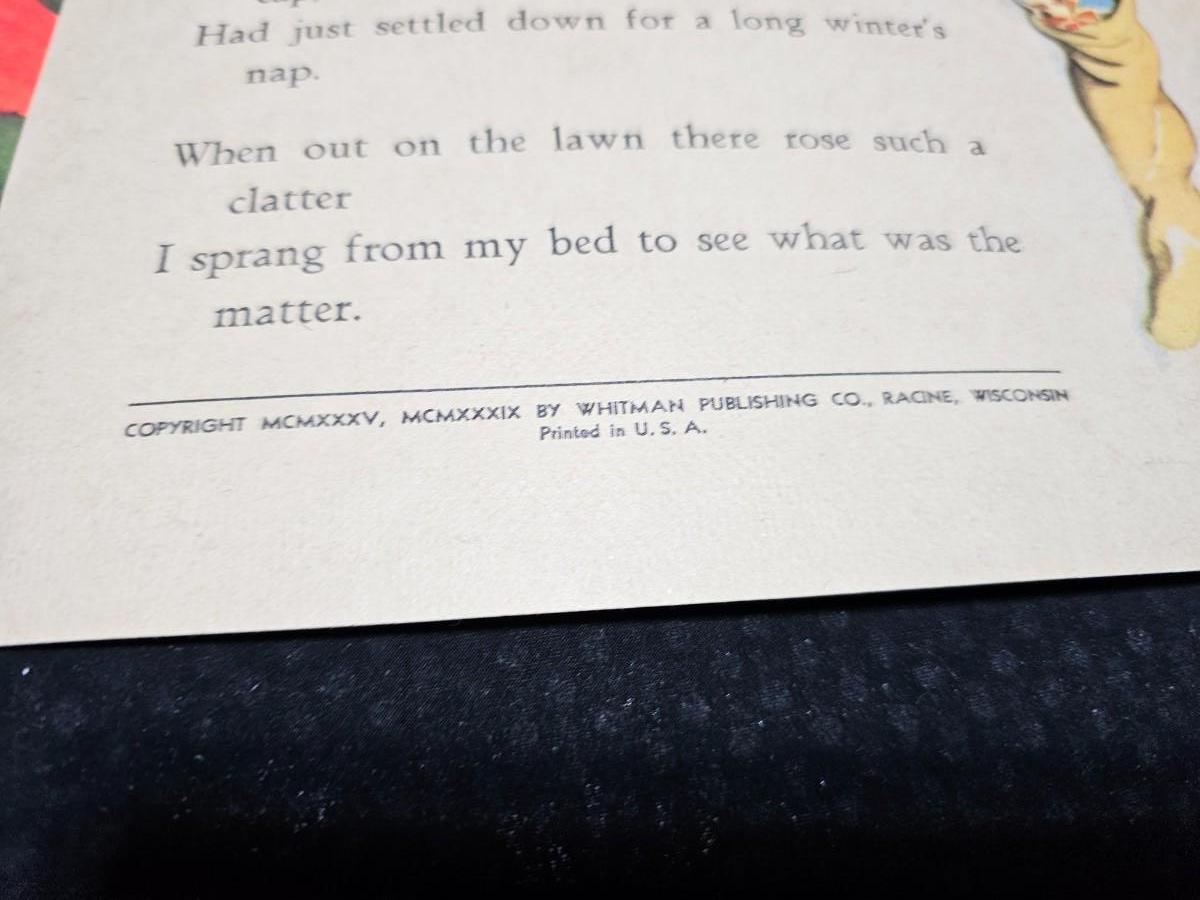 Had just settled down for a long winter's
nap.
When out on the lawn there rose such a
clatter
I sprang from my bed to see what was the
matter.
COPYRIGHT MCMXXXV, MCMXXXIX BY WHITMAN PUBLISHING CO., RACINE, WISCONSIN
Printed in U. S. A.